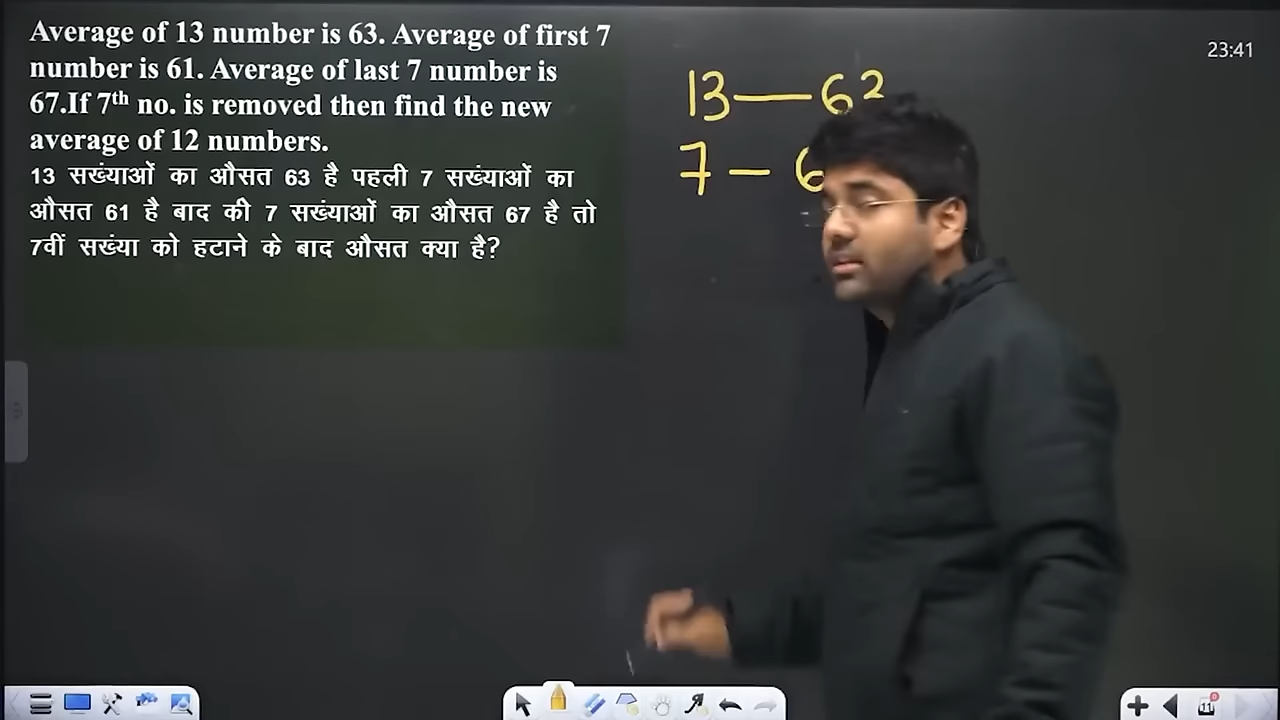 Average of 13 number is 63. Average of first 7
number is 61. Average of last 7 number is
67.If 7th no. is removed then find the new
average of 12 numbers.
13 सख्ंयाओं का औसत 63 है पहली 7 सख्ंयाओं का
औसत 61 है बाद की 7 सख्ंयाओं का औसत 67 है तो
7वीं सख्ंया को हटाने के बाद औसत क्या है?
23:41
13—
7 – 6
11